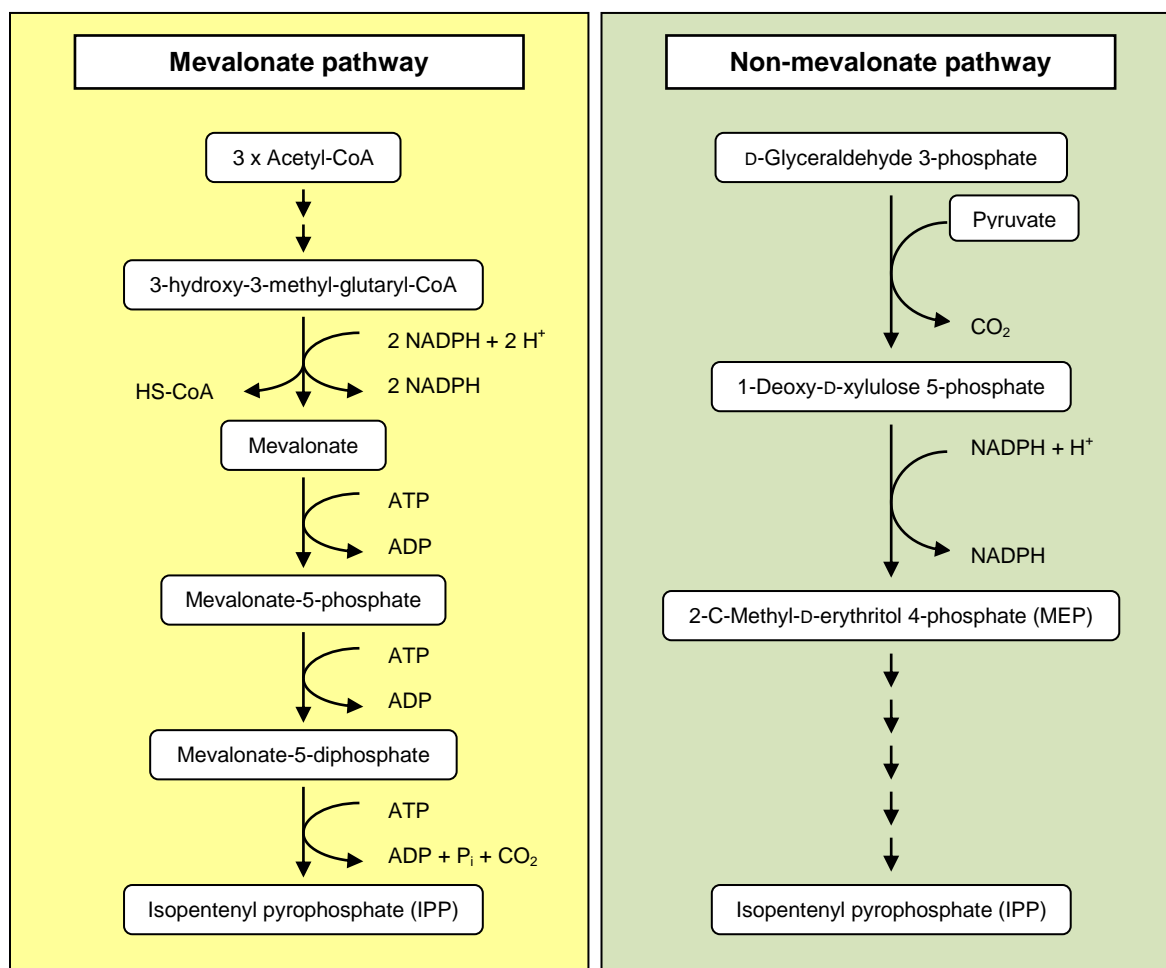 Mevalonate pathway
3 x Acetyl-CoA
3-hydroxy-3-methyl-glutaryl-CoA
2 NADPH + 2 H⁺
HS-CoA
2 NADPH
Mevalonate
ATP
ADP
Mevalonate-5-phosphate
ATP
ADP
Mevalonate-5-diphosphate
ATP
ADP + Pᵢ + CO₂
Isopentenyl pyrophosphate (IPP)
Non-mevalonate pathway
D-Glyceraldehyde 3-phosphate
Pyruvate
CO₂
1-Deoxy-D-xylulose 5-phosphate
NADPH + H⁺
NADPH
2-C-Methyl-D-erythritol 4-phosphate (MEP)
Isopentenyl pyrophosphate (IPP)